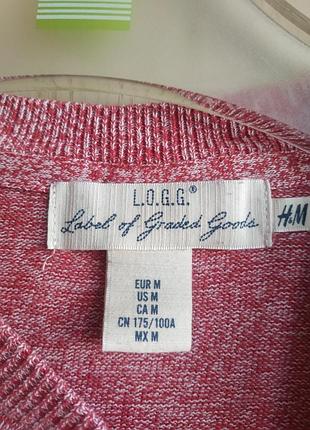 L.O.G.G.®
Label of Graded Goods
H&M
EUR M
US M
CA M
CN 175/100A
MX M